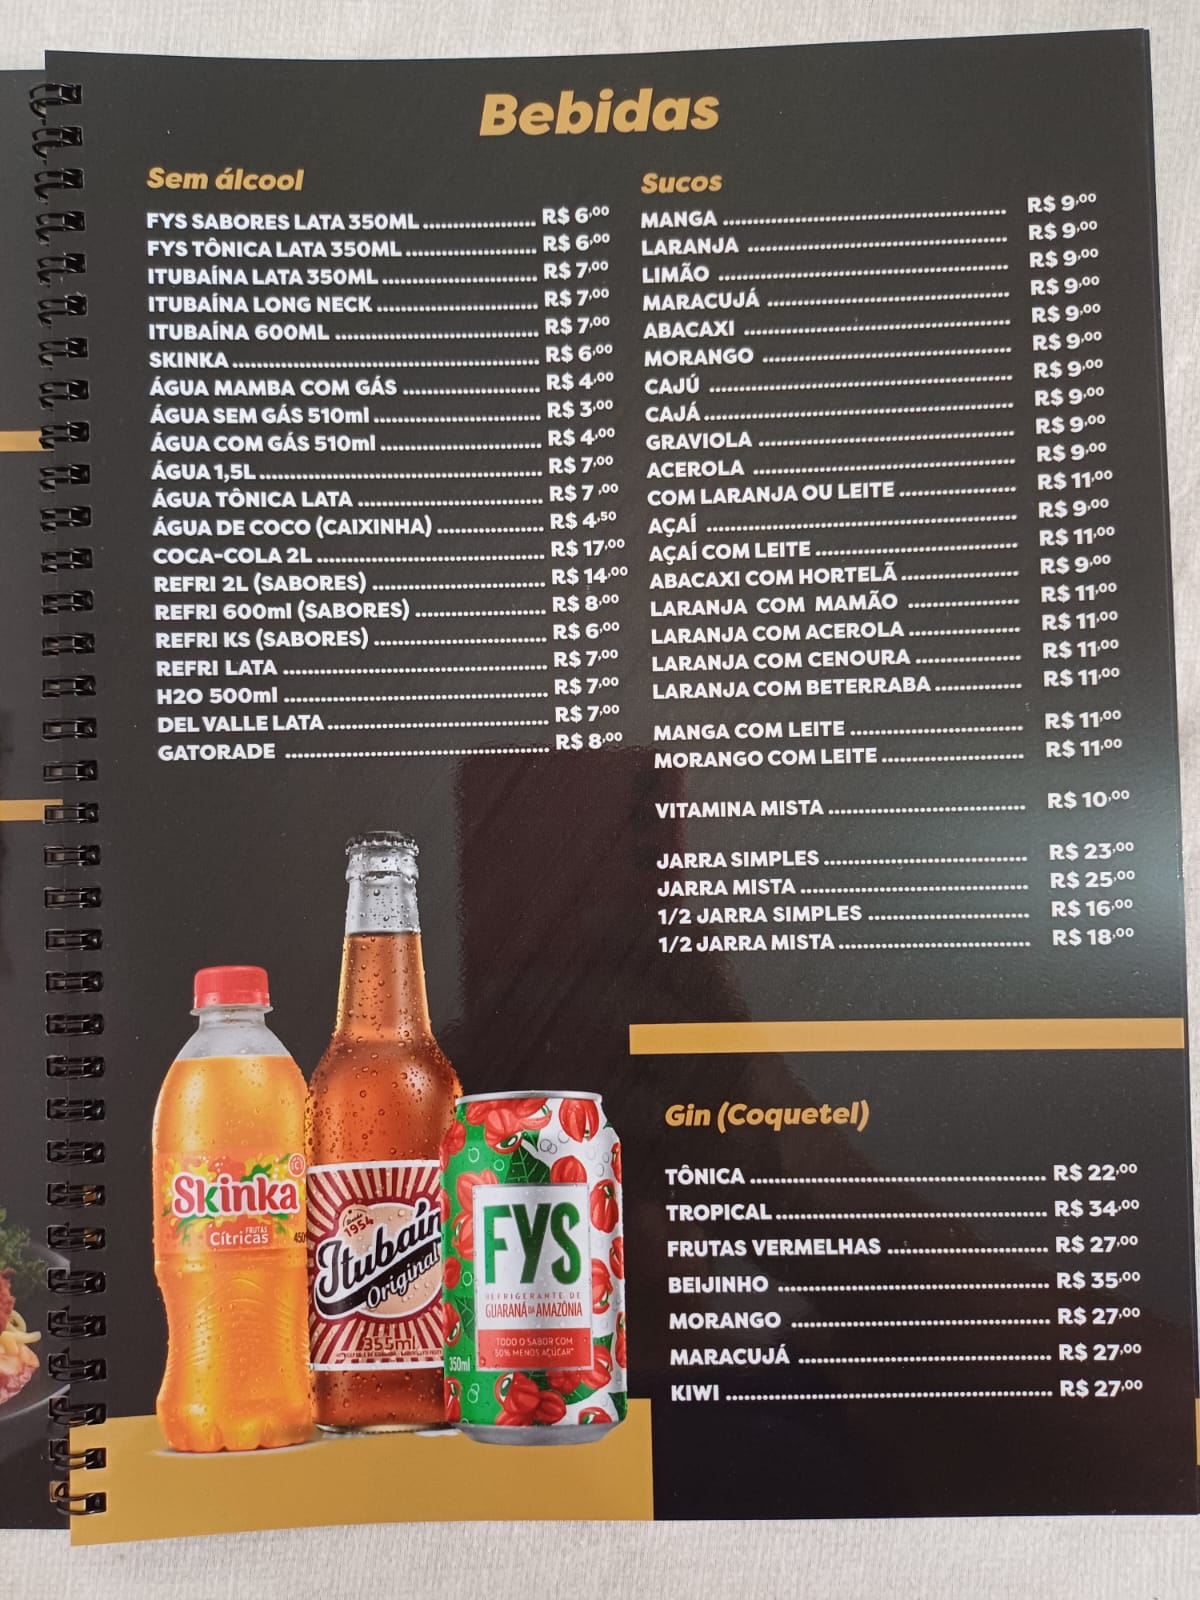 Bebidas
Sem álcool
FYS SABORES LATA 350ML R$ 6,00
FYS TÔNICA LATA 350ML R$ 6,00
ITUBAÍNA LATA 350ML R$ 7,00
ITUBAÍNA LONG NECK R$ 7,00
ITUBAÍNA 600ML R$ 7,00
SKINKA R$ 6,00
ÁGUA MAMBA COM GÁS R$ 4,00
ÁGUA SEM GÁS 510ml R$ 3,00
ÁGUA COM GÁS 510ml R$ 4,00
ÁGUA 1,5L R$ 7,00
ÁGUA TÔNICA LATA R$ 7,00
ÁGUA DE COCO (CAIXINHA) R$ 4,50
COCA-COLA 2L R$ 17,00
REFRI 2L (SABORES) R$ 14,00
REFRI 600ml (SABORES) R$ 8,00
REFRI KS (SABORES) R$ 6,00
REFRI LATA R$ 7,00
H2O 500ml R$ 7,00
DEL VALLE LATA R$ 7,00
GATORADE R$ 8,00
Sucos
MANGA R$ 9,00
LARANJA R$ 9,00
LIMÃO R$ 9,00
MARACUJÁ R$ 9,00
ABACAXI R$ 9,00
MORANGO R$ 9,00
CAJÚ R$ 9,00
CAJÁ R$ 9,00
GRAVIOLA R$ 9,00
ACEROLA R$ 9,00
COM LARANJA OU LEITE R$ 11,00
AÇAÍ R$ 9,00
AÇAÍ COM LEITE R$ 11,00
ABACAXI COM HORTELÃ R$ 9,00
LARANJA COM MAMÃO R$ 11,00
LARANJA COM ACEROLA R$ 11,00
LARANJA COM CENOURA R$ 11,00
LARANJA COM BETERRABA R$ 11,00
MANGA COM LEITE R$ 11,00
MORANGO COM LEITE R$ 11,00
VITAMINA MISTA R$ 10,00
JARRA SIMPLES R$ 23,00
JARRA MISTA R$ 25,00
1/2 JARRA SIMPLES R$ 16,00
1/2 JARRA MISTA R$ 18,00
Gin (Coquetel)
TÔNICA R$ 22,00
TROPICAL R$ 34,00
FRUTAS VERMELHAS R$ 27,00
BEIJINHO R$ 35,00
MORANGO R$ 27,00
MARACUJÁ R$ 27,00
KIWI R$ 27,00
Skinka
FRUTAS
Cítricas
450
Desde
1954
Itubaín
Original
355ml
FYS
REFRIGERANTE DE
GUARANÁ DA AMAZÔNIA
TODO O SABOR COM
50% MENOS AÇÚCAR*
350ml